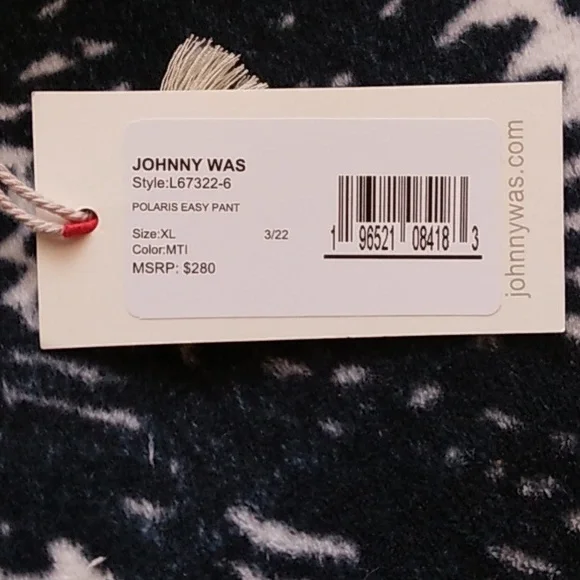 JOHNNY WAS
Style:L67322-6
POLARIS EASY PANT
Size:XL 3/22
Color:MTI
MSRP: $280
1 96521 08418 3
johnnywas.com